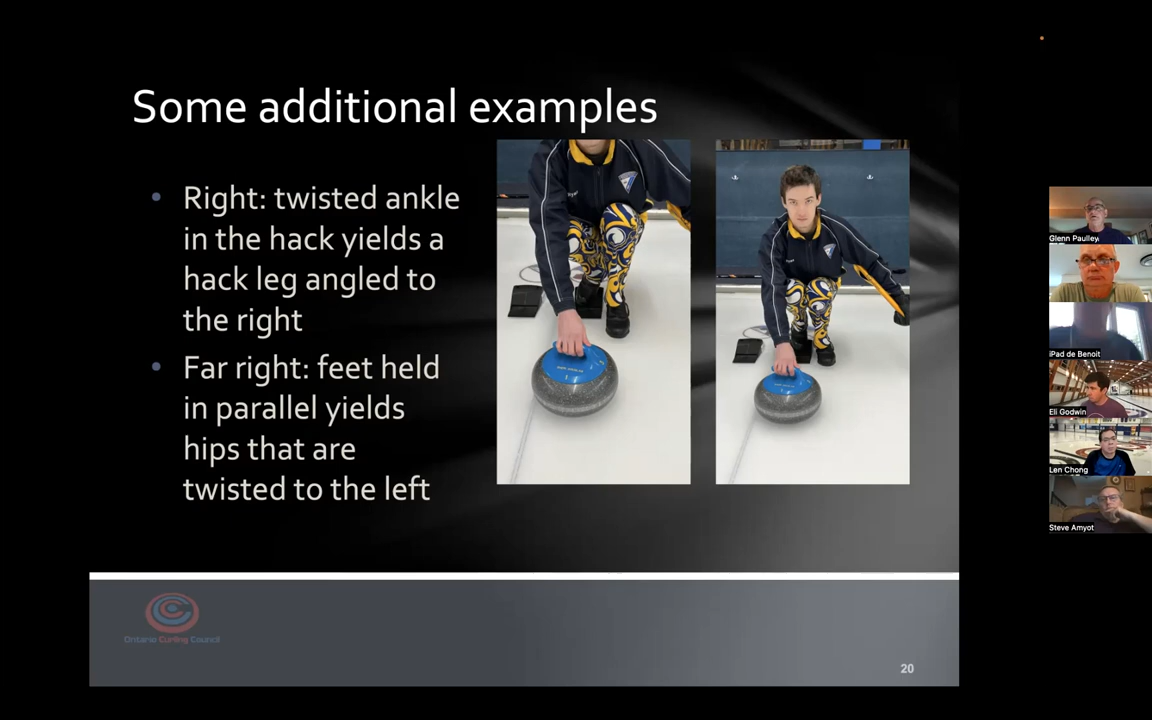 Some additional examples
• Right: twisted ankle
in the hack yields a
hack leg angled to
the right
• Far right: feet held
in parallel yields
hips that are
twisted to the left
Ontario Curling Council
20
Glenn Paulley
iPad de Benoit
Eli Godwin
Len Chong
Steve Amyot